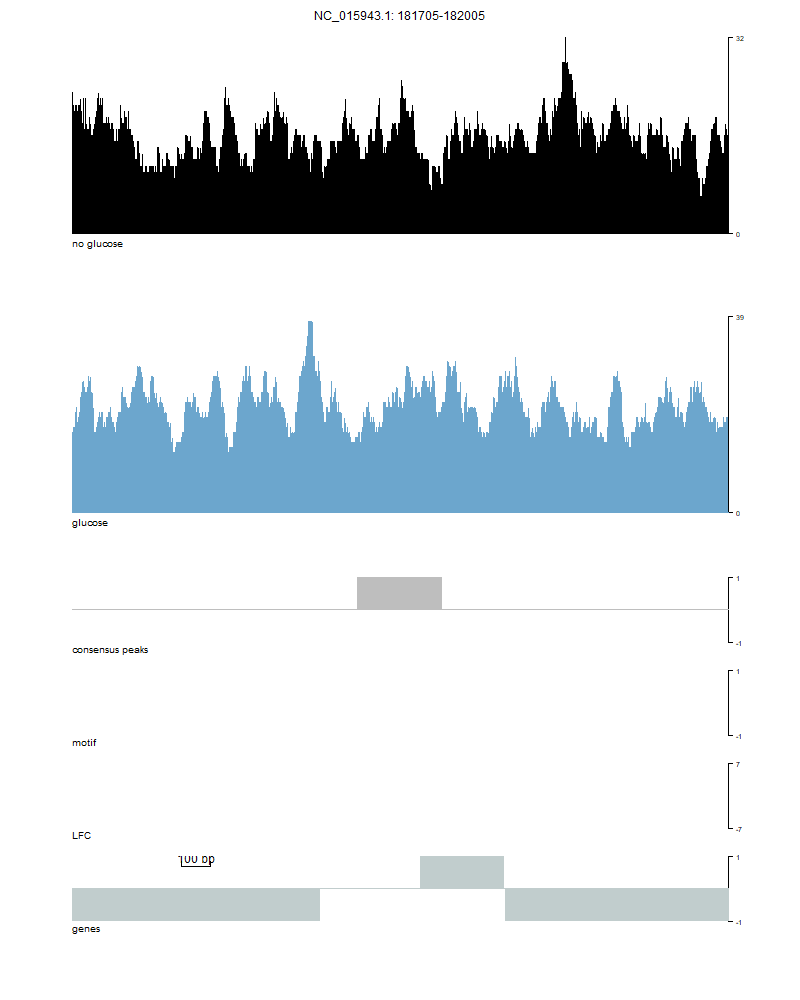 NC_015943.1: 181705-182005
32
0
no glucose
39
0
glucose
1
-1
consensus peaks
1
-1
motif
7
-7
LFC
100 bp
1
-1
genes